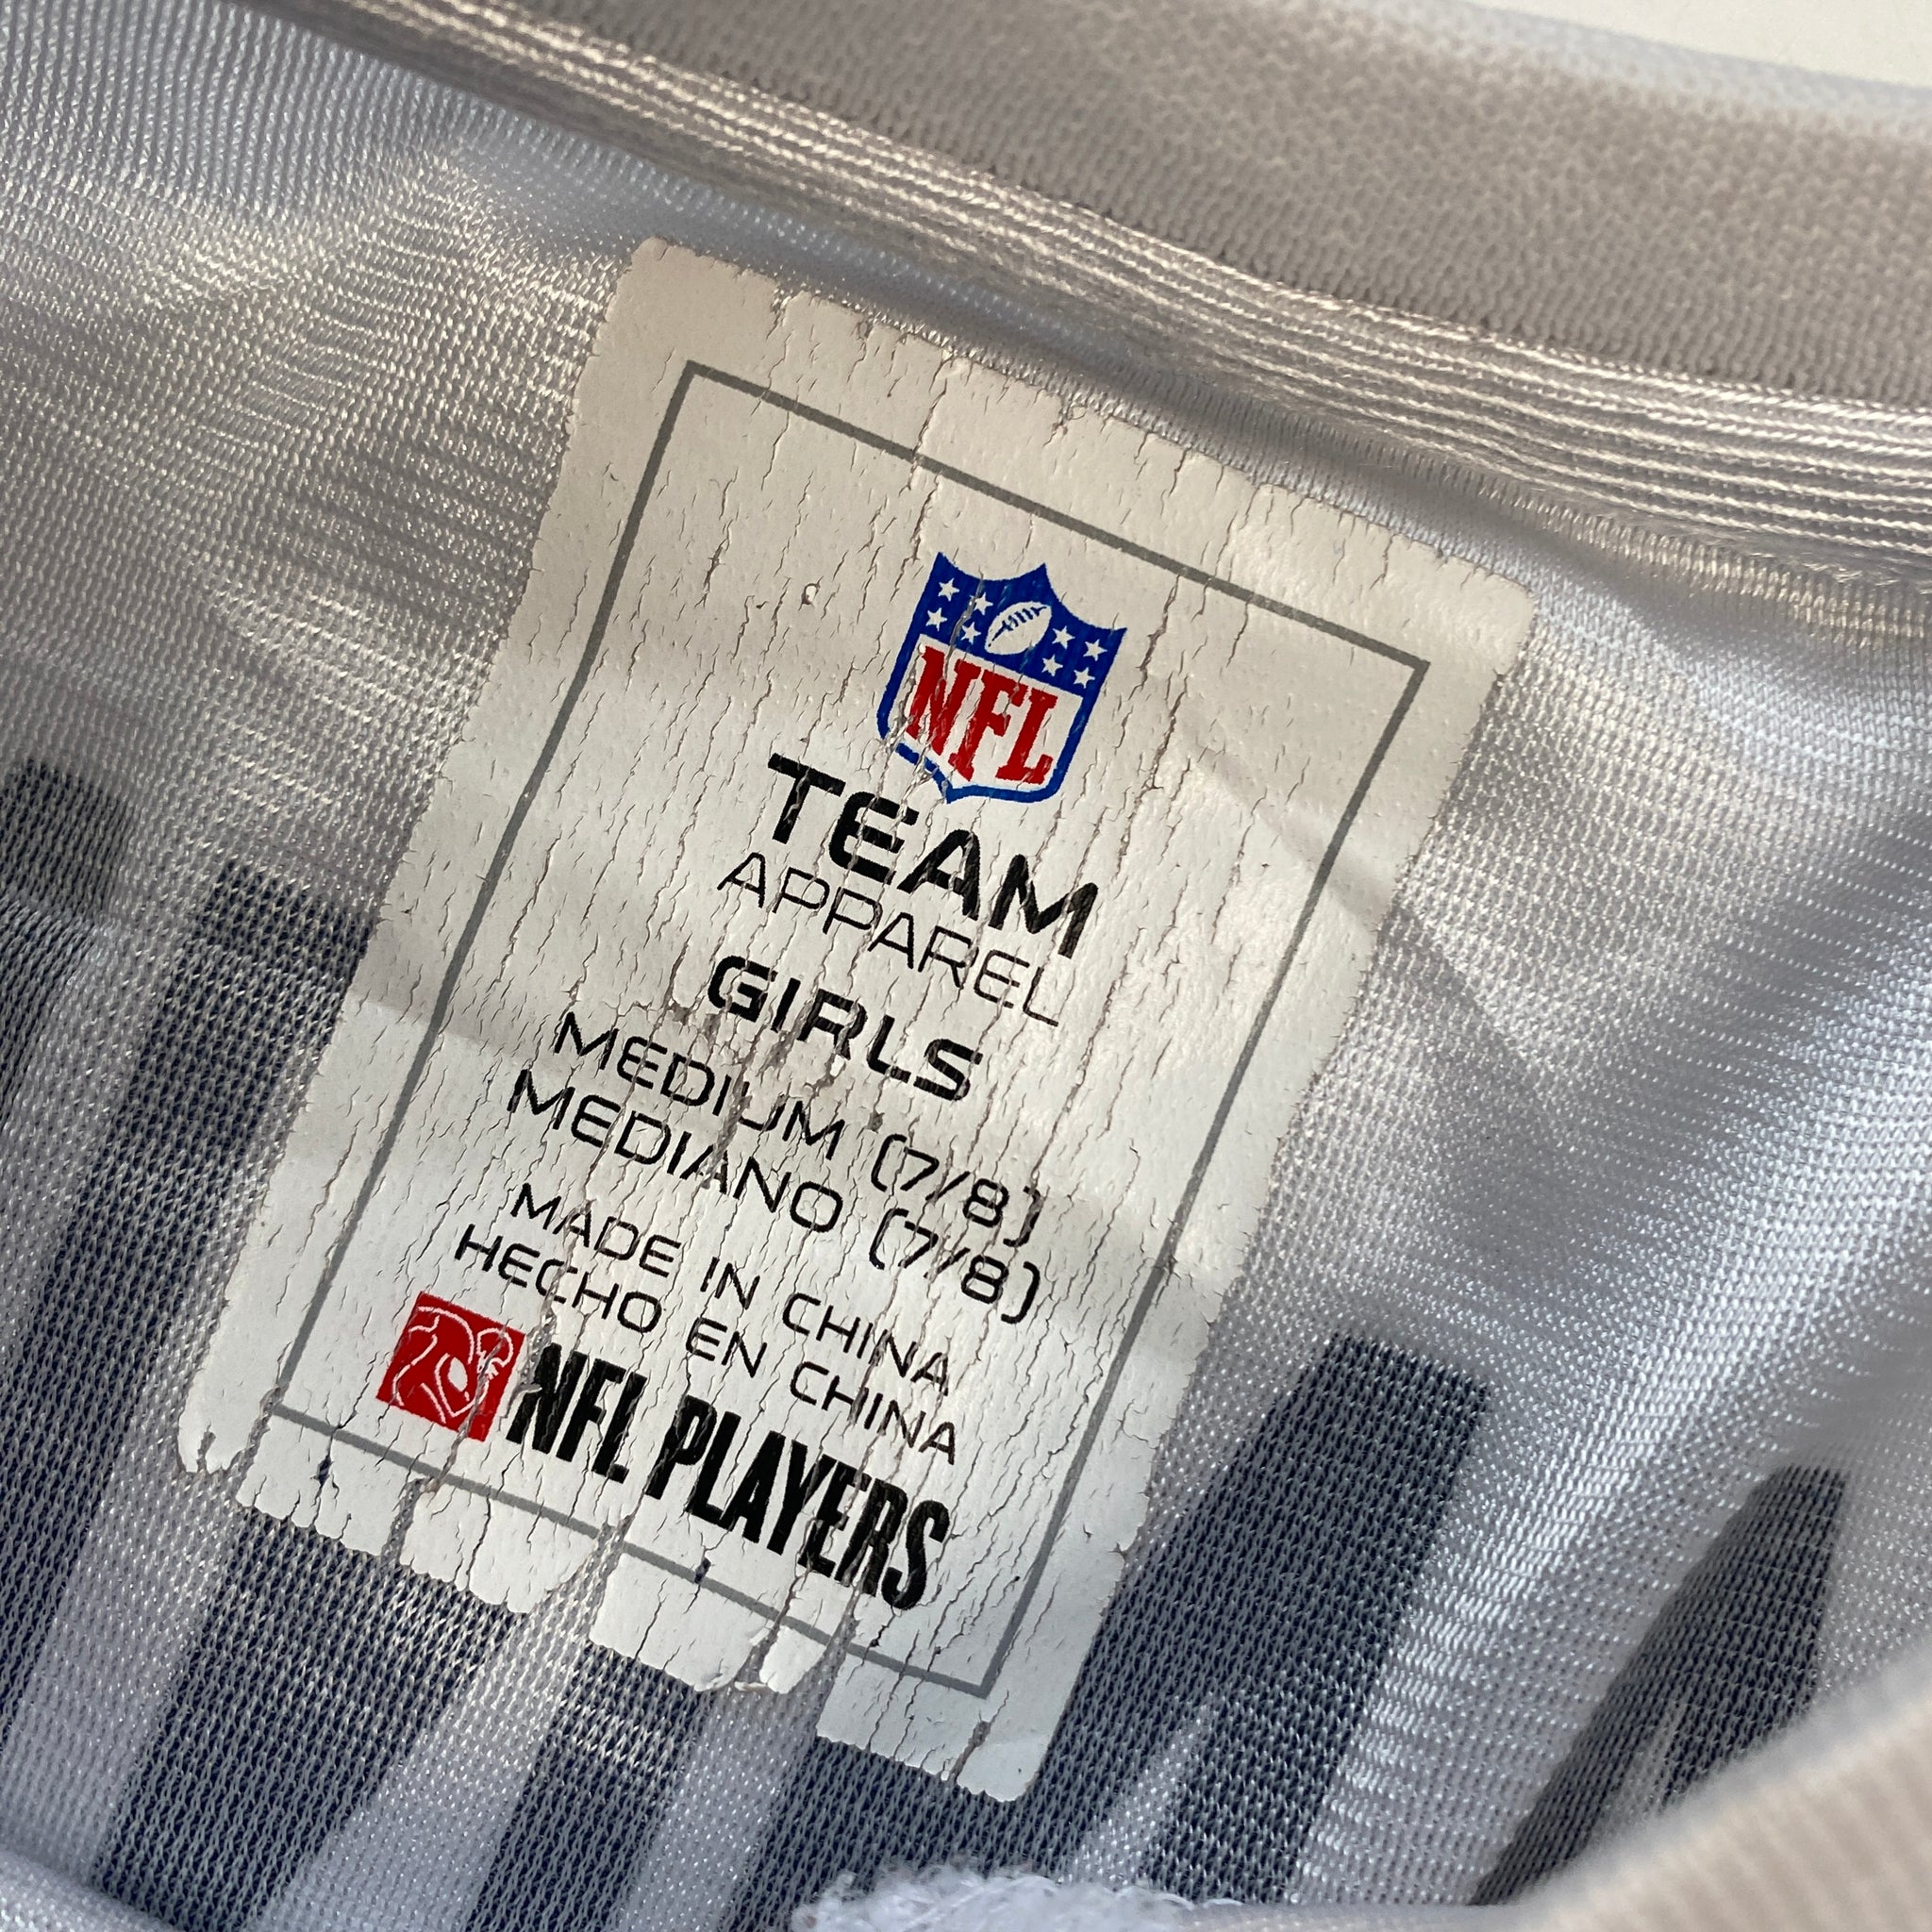 NFL
TEAM
APPAREL
GIRLS
MEDIUM (7/8)
MEDIANO (7/8)
MADE IN CHINA
HECHO EN CHINA
NFL PLAYERS